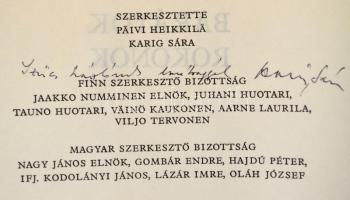 SZERKESZTETTE
PÄIVI HEIKKILÄ
KARIG SÁRA
Karig Sára
FINN SZERKESZTŐ BIZOTTSÁG
JAAKKO NUMMINEN ELNÖK, JUHANI HUOTARI,
TAUNO HUOTARI, VÄINÖ KAUKONEN, AARNE LAURILA,
VILJO TERVONEN
MAGYAR SZERKESZTŐ BIZOTTSÁG
NAGY JÁNOS ELNÖK, GOMBÁR ENDRE, HAJDÚ PÉTER,
IFJ. KODOLÁNYI JÁNOS, LÁZÁR IMRE, OLÁH JÓZSEF